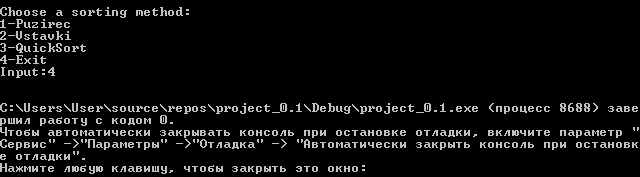 Choose a sorting method:
1-Puzirec
2-Vstavki
3-QuickSort
4-Exit
Input:4
C:\Users\User\source\repos\project_0.1\Debug\project_0.1.exe (процесс 8688) заве
ршил работу с кодом 0.
Чтобы автоматически закрывать консоль при остановке отладки, включите параметр "
Сервис" ->"Параметры" ->"Отладка" -> "Автоматически закрыть консоль при остановк
е отладки".
Нажмите любую клавишу, чтобы закрыть это окно: